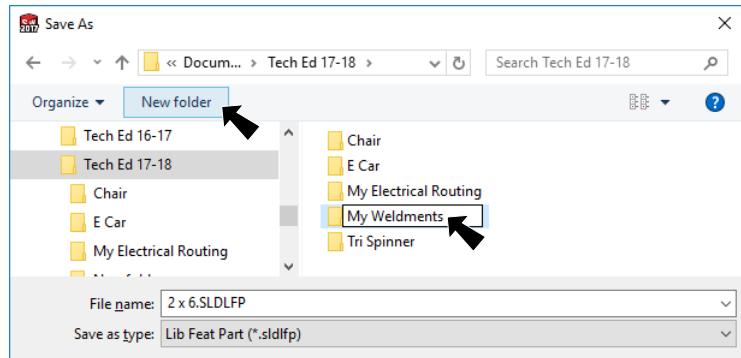 SW 2017 Save As
« Docum... › Tech Ed 17-18 › Search Tech Ed 17-18
Organize New folder ?
Tech Ed 16-17
Tech Ed 17-18
Chair
E Car
My Electrical Routing
Chair
E Car
My Electrical Routing
My Weldments
Tri Spinner
File name: 2 x 6.SLDLFP
Save as type: Lib Feat Part (*.sldlfp)